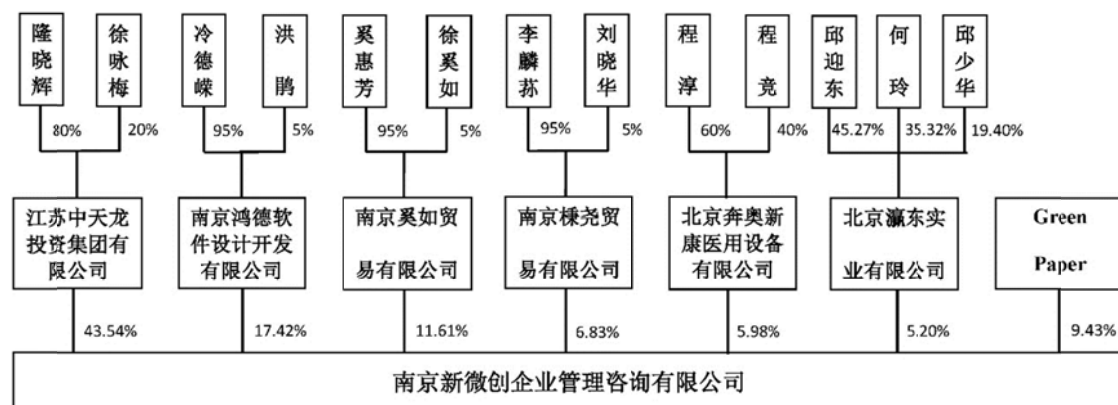 隆晓辉
徐咏梅
冷德嵘
洪鹃
奚惠芳
徐奚如
李麟荪
刘晓华
程淳
程竞
邱迎东
何玲
邱少华
80%
20%
95%
5%
95%
5%
95%
5%
60%
40%
45.27%
35.32%
19.40%
江苏中天龙
投资集团有
限公司
南京鸿德软
件设计开发
有限公司
南京奚如贸
易有限公司
南京槺尧贸
易有限公司
北京奔奥新
康医用设备
有限公司
北京瀛东实
业有限公司
Green
Paper
43.54%
17.42%
11.61%
6.83%
5.98%
5.20%
9.43%
南京新微创企业管理咨询有限公司